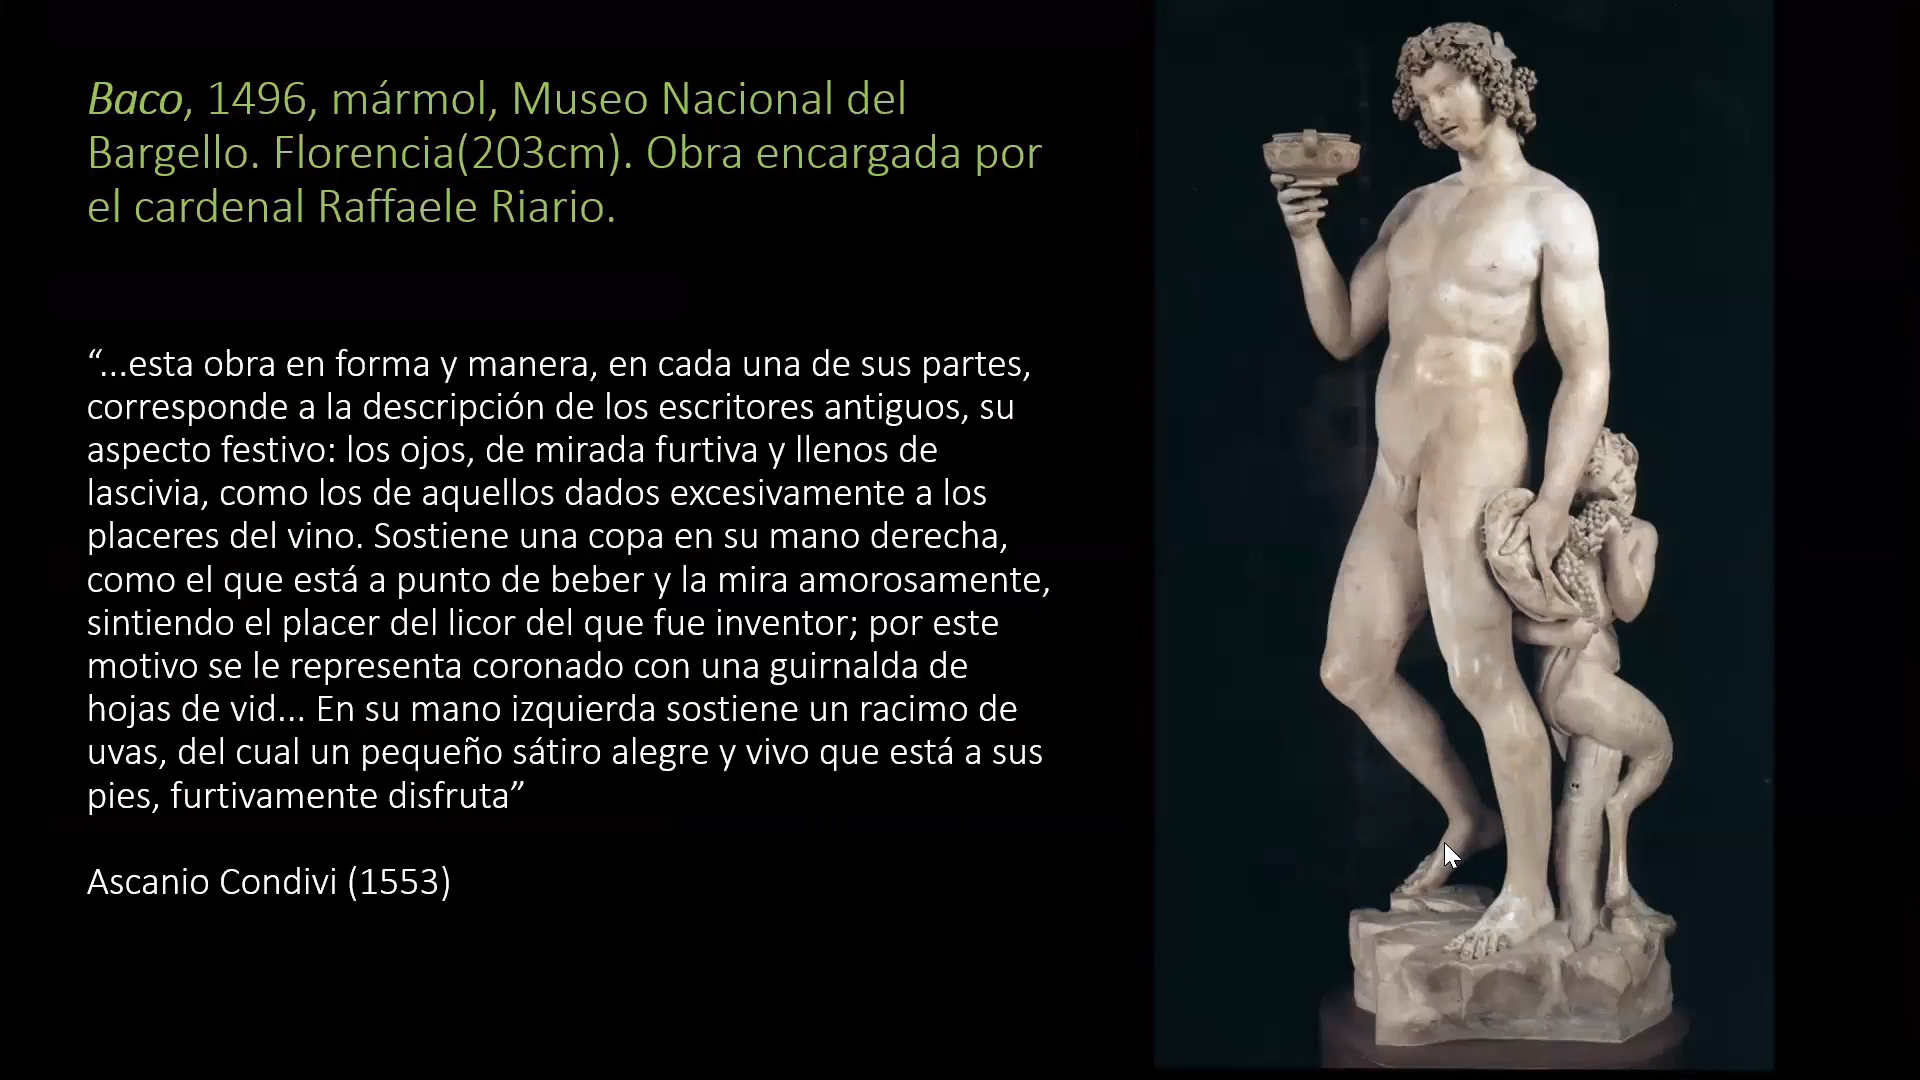 Baco, 1496, mármol, Museo Nacional del
Bargello. Florencia(203cm). Obra encargada por
el cardenal Raffaele Riario.
“...esta obra en forma y manera, en cada una de sus partes,
corresponde a la descripción de los escritores antiguos, su
aspecto festivo: los ojos, de mirada furtiva y llenos de
lascivia, como los de aquellos dados excesivamente a los
placeres del vino. Sostiene una copa en su mano derecha,
como el que está a punto de beber y la mira amorosamente,
sintiendo el placer del licor del que fue inventor; por este
motivo se le representa coronado con una guirnalda de
hojas de vid... En su mano izquierda sostiene un racimo de
uvas, del cual un pequeño sátiro alegre y vivo que está a sus
pies, furtivamente disfruta”
Ascanio Condivi (1553)